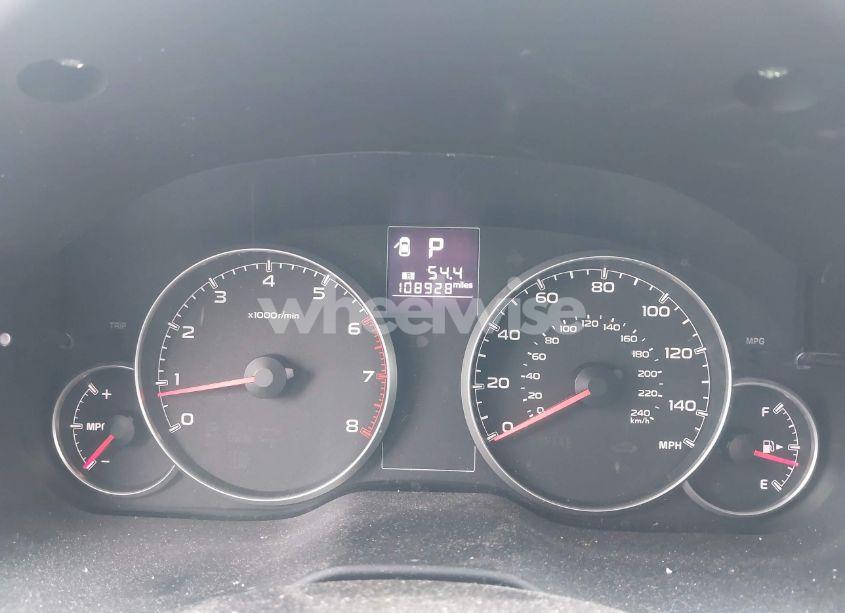 P
B 54.4
108928 miles
wheelwise
TRIP
0 1 2 3 4 5 6 7 8
x1000r/min
0 20 40 60 80 100 120 140
0 20 40 60 80 100 120 140 160 180 200 220 240
km/h
MPH
MPG
+
MPG
-
F
E